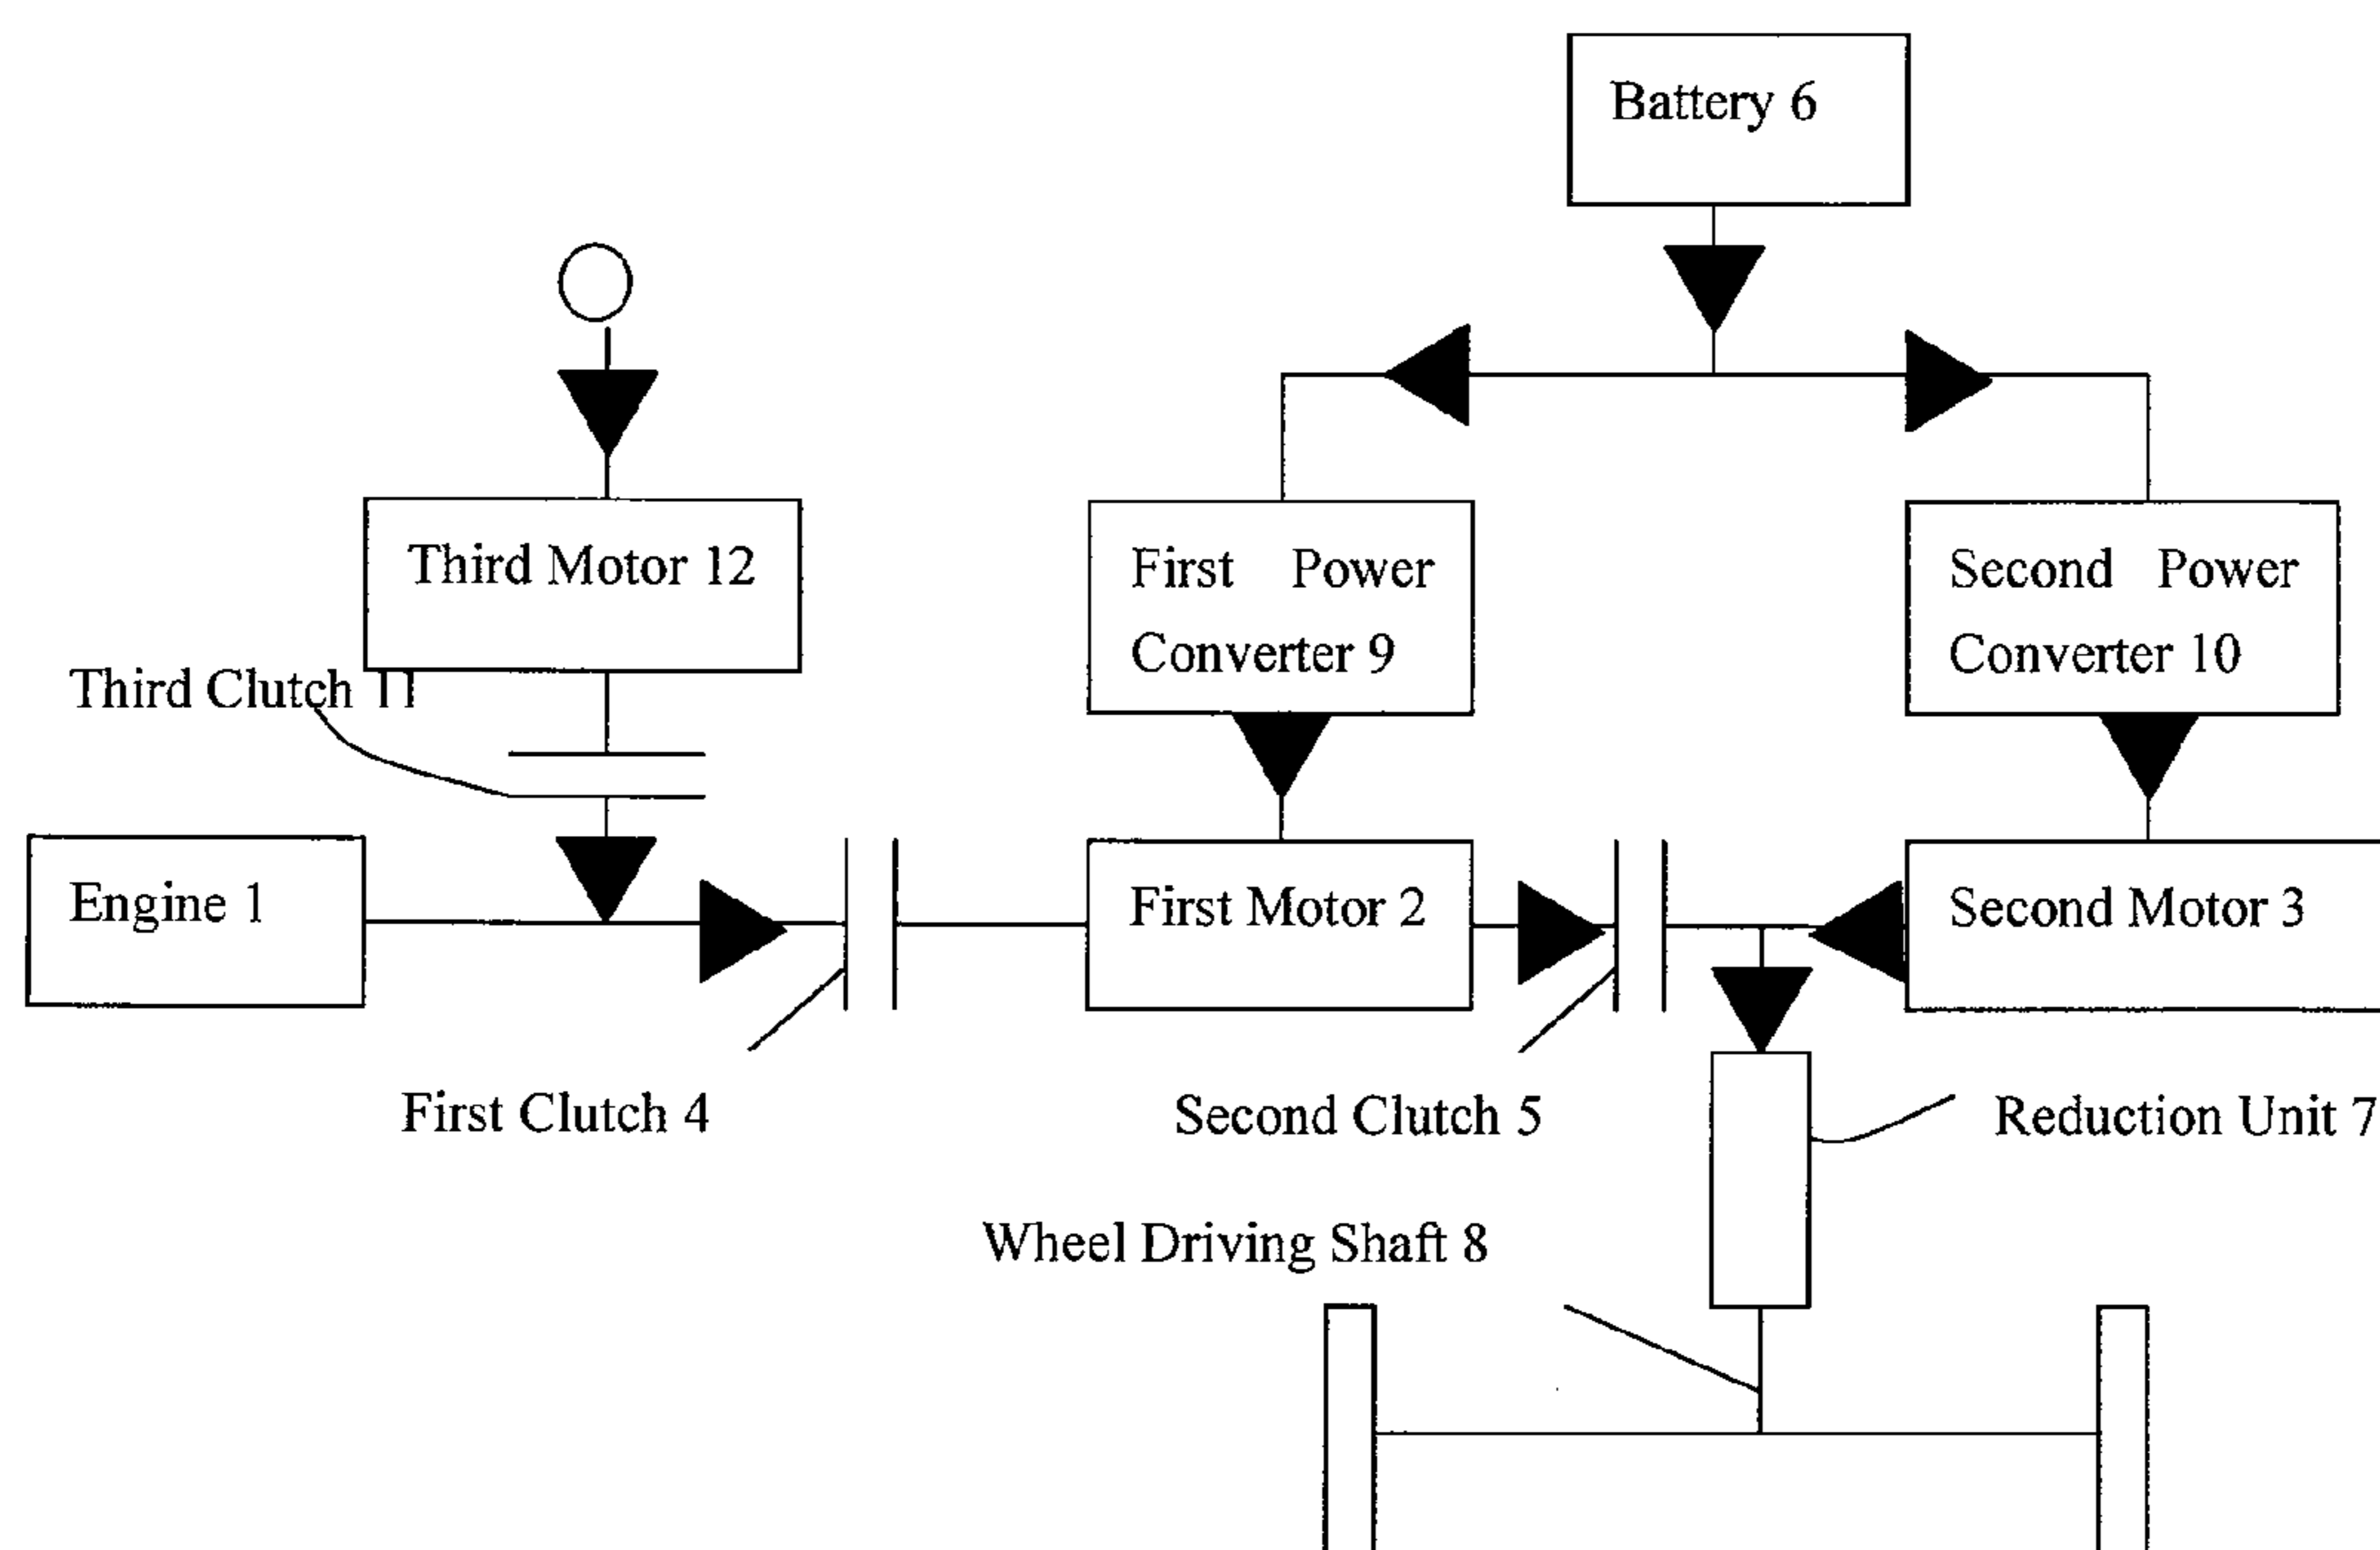 Battery 6
Third Motor 12
First Power
Converter 9
Second Power
Converter 10
Third Clutch 11
Engine 1
First Motor 2
Second Motor 3
First Clutch 4
Second Clutch 5
Reduction Unit 7
Wheel Driving Shaft 8